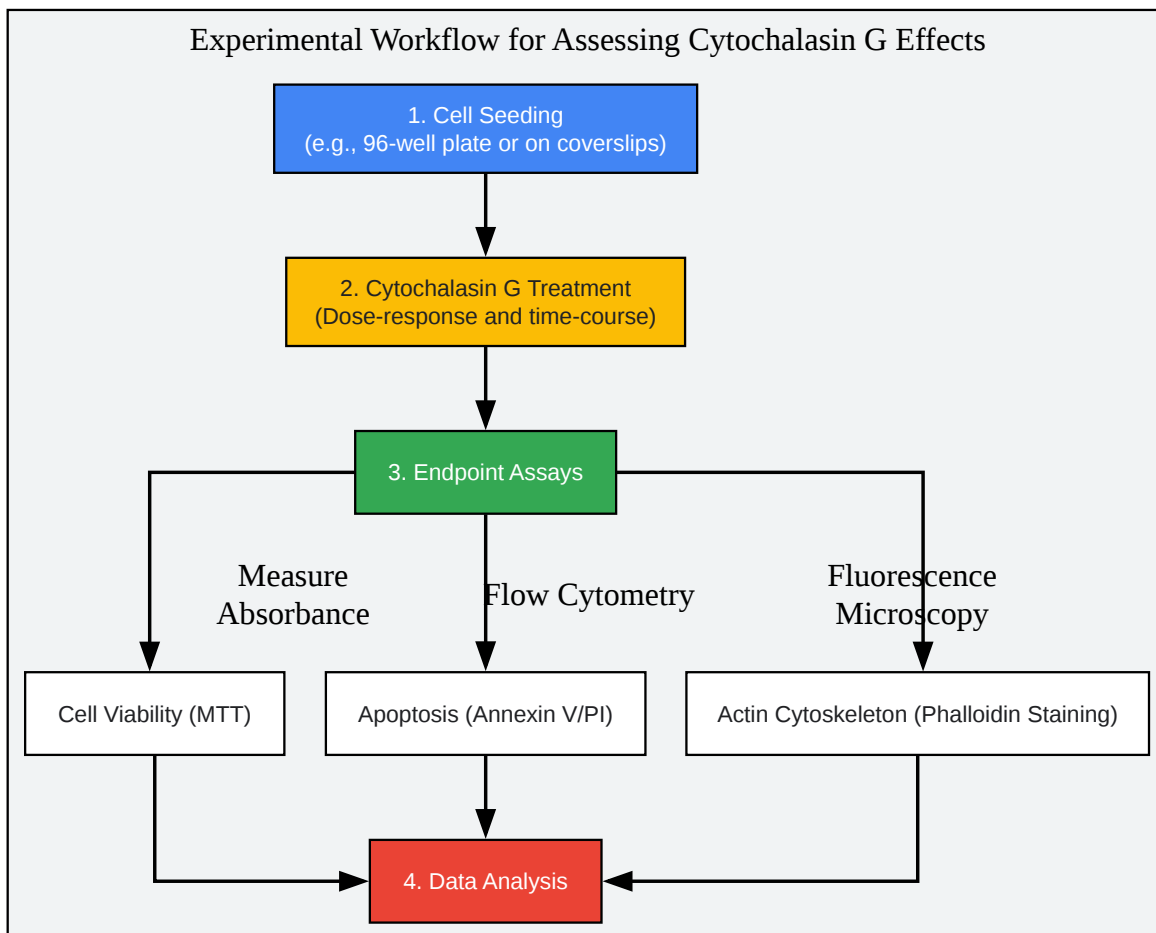 Experimental Workflow for Assessing Cytochalasin G Effects
1. Cell Seeding
(e.g., 96-well plate or on coverslips)
2. Cytochalasin G Treatment
(Dose-response and time-course)
3. Endpoint Assays
Measure
Absorbance
Flow Cytometry
Fluorescence
Microscopy
Cell Viability (MTT)
Apoptosis (Annexin V/PI)
Actin Cytoskeleton (Phalloidin Staining)
4. Data Analysis